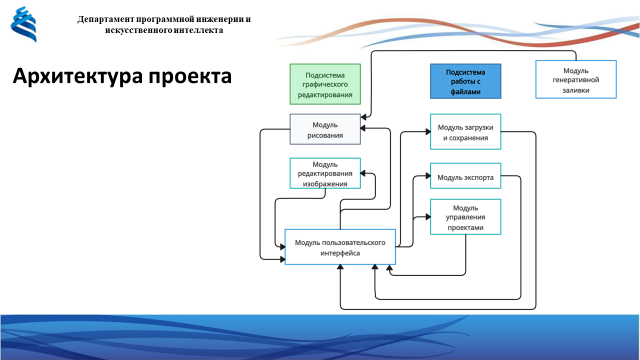 Департамент программной инженерии и
искусственного интеллекта
Архитектура проекта
Подсистема
графического
редактирования
Подсистема
работы с
файлами
Модуль
генеративной
заливки
Модуль
рисования
Модуль загрузки
и сохранения
Модуль
редактирования
изображения
Модуль экспорта
Модуль
управления
проектами
Модуль пользовательского
интерфейса